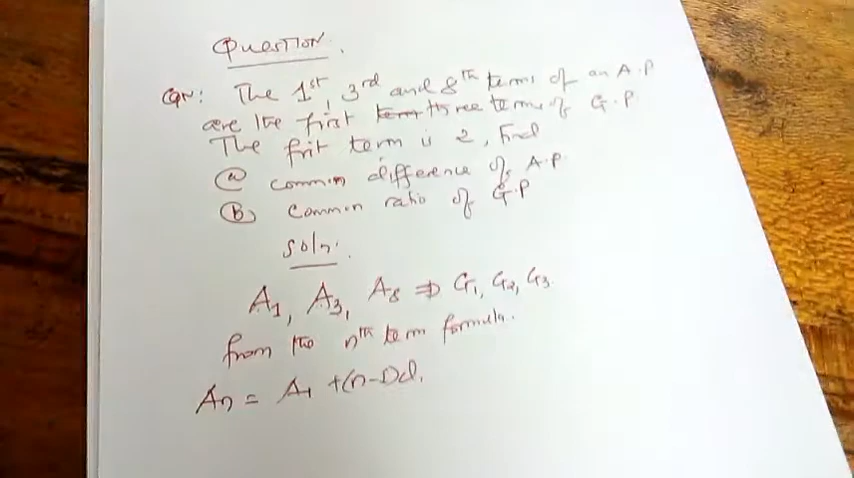 Question.
QN: The 1st, 3rd and 8th terms of an A.P
are the first term three terms of G.P
The frit term is 2, find
(a) common difference of A.P
(b) Common ratio of G.P
Soln.
A1, A3, A8 ⇒ G1, G2, G3.
from the nth term formula.
An = A1 +(n-1)d.